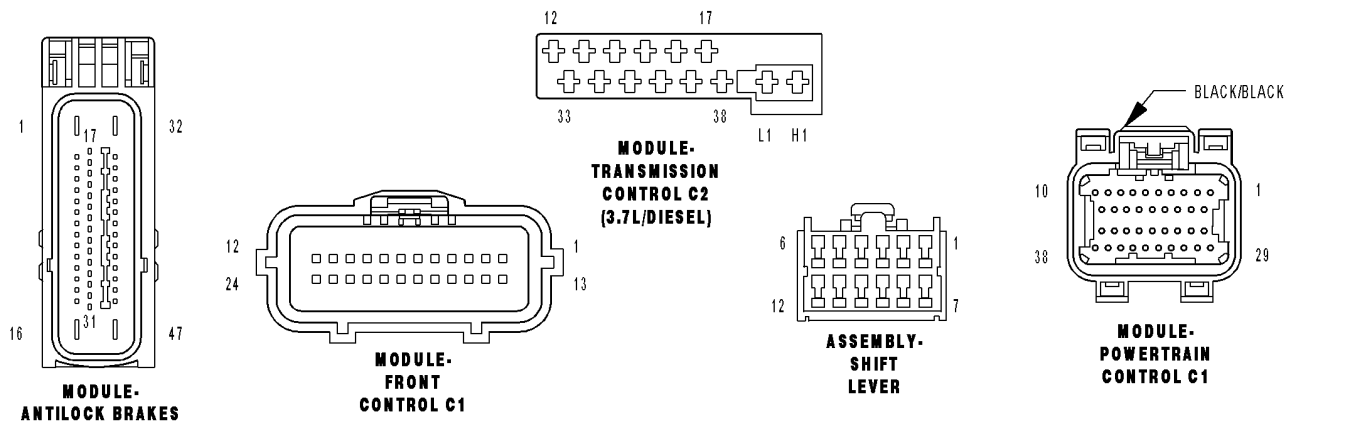 1
17
32
16
31
47
MODULE-
ANTILOCK BRAKES
12
1
24
13
MODULE-
FRONT
CONTROL C1
12
17
33
38
L1
H1
MODULE-
TRANSMISSION
CONTROL C2
(3.7L/DIESEL)
6
1
12
7
ASSEMBLY-
SHIFT
LEVER
BLACK/BLACK
10
1
38
29
MODULE-
POWERTRAIN
CONTROL C1